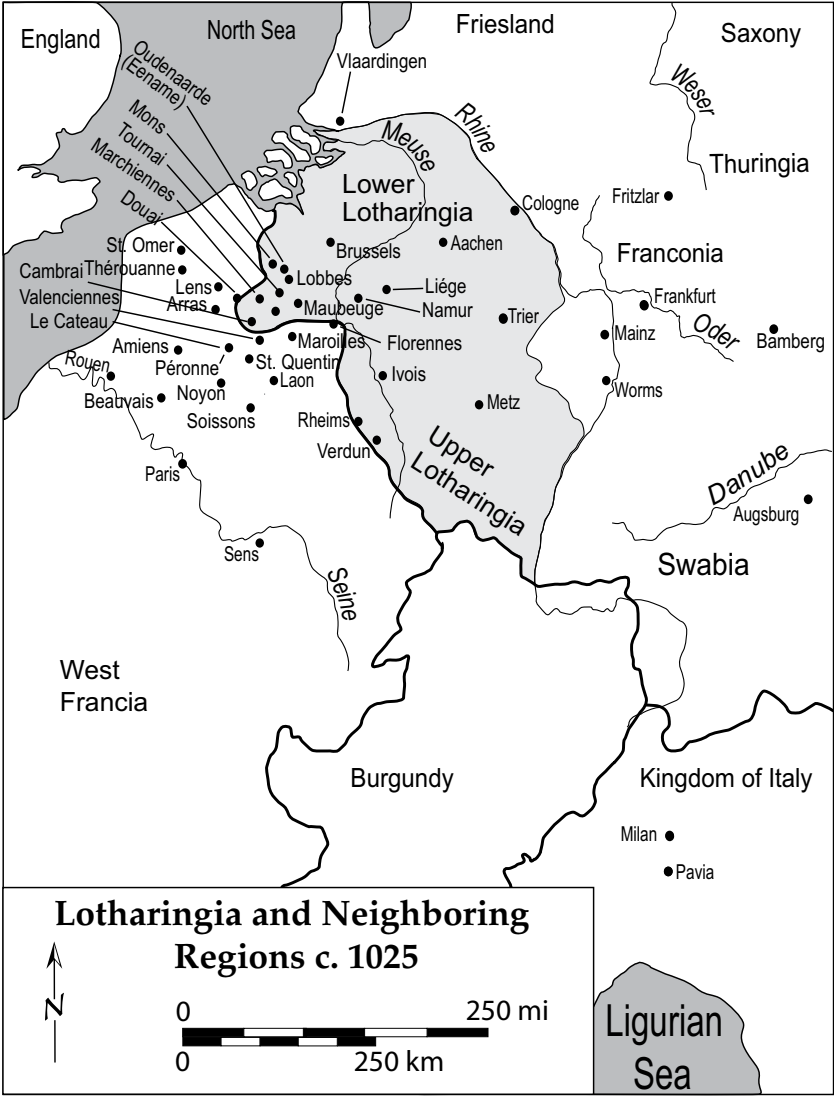 England
North Sea
Friesland
Saxony
Oudenaarde
(Eename)
Vlaardingen
Weser
Mons
Rhine
Tournai
Meuse
Marchiennes
Thuringia
Lower
Lotharingia
Douai
Cologne
Fritzlar
St. Omer
Brussels
Aachen
Franconia
Cambrai
Thérouanne
Lobbes
Lens
Liége
Valenciennes
Arras
Maubeuge
Namur
Frankfurt
Le Cateau
Trier
Oder
Mainz
Bamberg
Amiens
Maroilles
Florennes
Rouen
Péronne
St. Quentin
Ivois
Laon
Worms
Beauvais
Noyon
Metz
Soissons
Rheims
Verdun
Upper
Lotharingia
Paris
Danube
Augsburg
Sens
Swabia
Seine
West
Francia
Burgundy
Kingdom of Italy
Milan
Pavia
Lotharingia and Neighboring
Regions c. 1025
N
0 250 mi
0 250 km
Ligurian
Sea